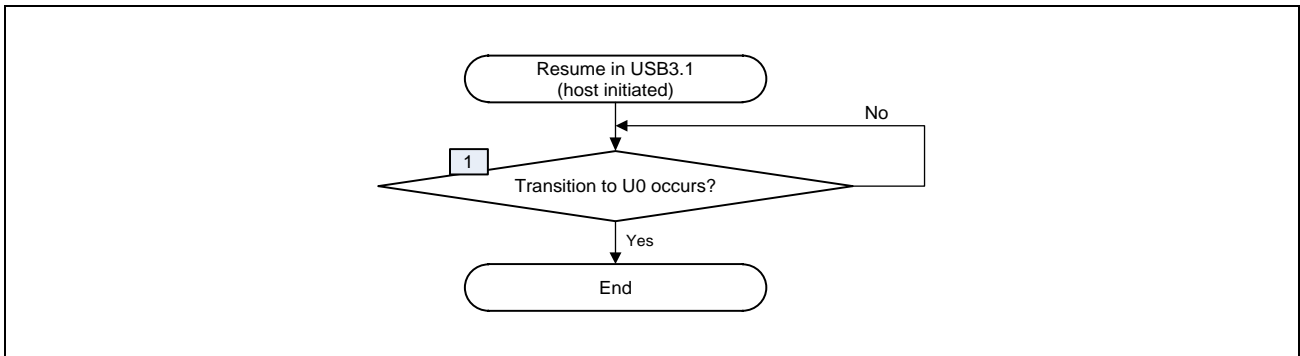 Resume in USB3.1
(host initiated)
No
1
Transition to U0 occurs?
Yes
End